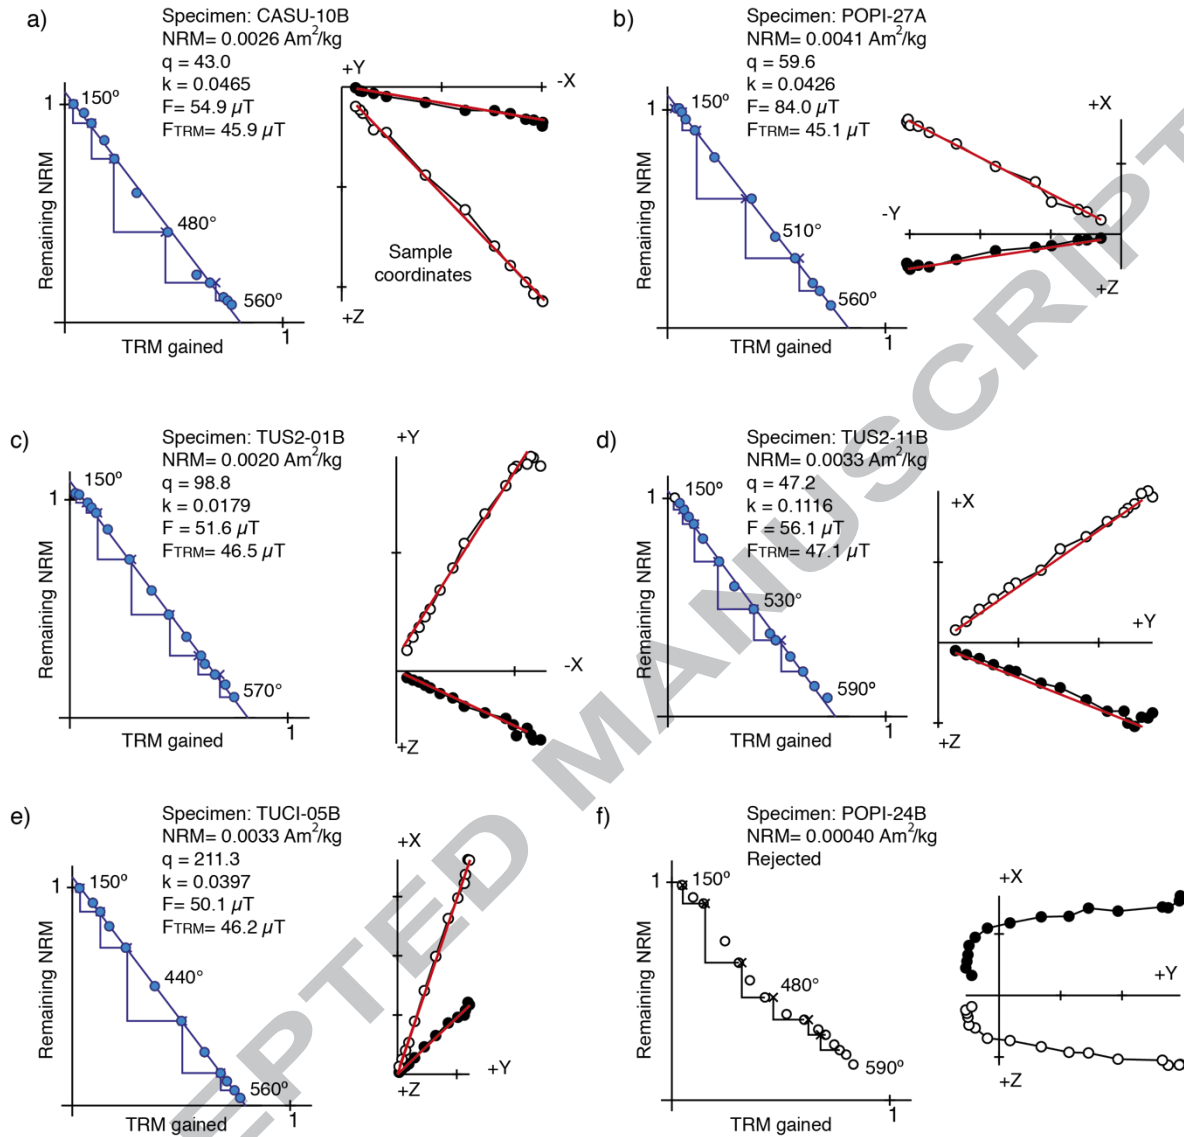 a)
Specimen: CASU-10B
NRM= 0.0026 Am²/kg
q = 43.0
k = 0.0465
F= 54.9 µT
FTRM= 45.9 µT
1
150º
480º
560º
Remaining NRM
TRM gained
1
+Y
-X
Sample
coordinates
+Z
b)
Specimen: POPI-27A
NRM= 0.0041 Am²/kg
q = 59.6
k = 0.0426
F= 84.0 µT
FTRM= 45.1 µT
1
150º
510º
560º
Remaining NRM
TRM gained
1
+X
-Y
+Z
c)
Specimen: TUS2-01B
NRM= 0.0020 Am²/kg
q = 98.8
k = 0.0179
F = 51.6 µT
FTRM= 46.5 µT
1
150°
570°
Remaining NRM
TRM gained
1
+Y
-X
+Z
d)
Specimen: TUS2-11B
NRM= 0.0033 Am²/kg
q = 47.2
k = 0.1116
F = 56.1 µT
FTRM= 47.1 µT
1
150º
530°
590°
Remaining NRM
TRM gained
1
+X
+Y
+Z
e)
Specimen: TUCI-05B
NRM= 0.0033 Am²/kg
q = 211.3
k = 0.0397
F= 50.1 µT
FTRM= 46.2 µT
1
150°
440°
560º
Remaining NRM
TRM gained
1
+X
+Y
+Z
f)
Specimen: POPI-24B
NRM= 0.00040 Am²/kg
Rejected
1
150º
480º
590º
Remaining NRM
TRM gained
1
+X
+Y
+Z
EPTED MANUSCRIPT